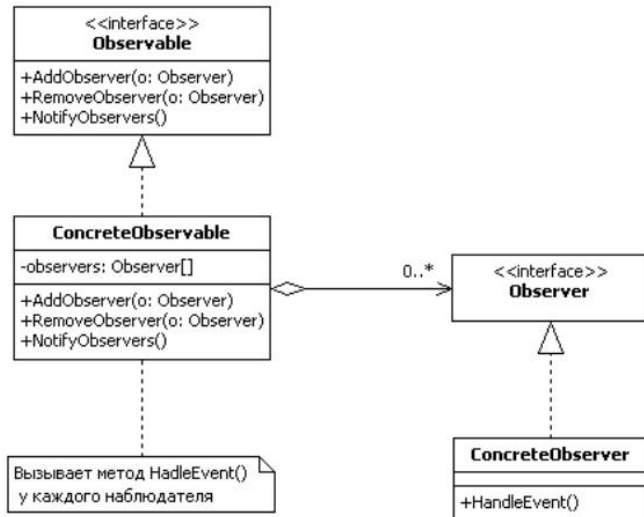 <<interface>>
Observable
+AddObserver(o: Observer)
+RemoveObserver(o: Observer)
+NotifyObservers()
ConcreteObservable
-observers: Observer[]
+AddObserver(o: Observer)
+RemoveObserver(o: Observer)
+NotifyObservers()
0..*
<<interface>>
Observer
Вызывает метод HadleEvent()
у каждого наблюдателя
ConcreteObserver
+HandleEvent()